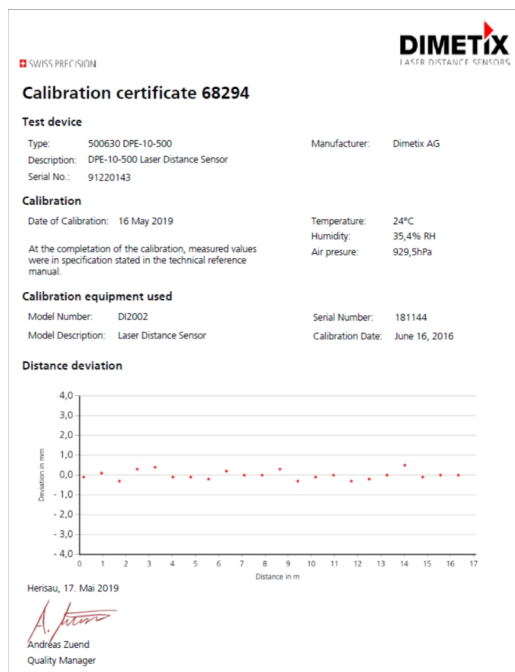 DIMETIX
LASER DISTANCE SENSORS
SWISS PRECISION
Calibration certificate 68294
Test device
Type: 500630 DPE-10-500 Manufacturer: Dimetix AG
Description: DPE-10-500 Laser Distance Sensor
Serial No.: 91220143
Calibration
Date of Calibration: 16 May 2019 Temperature: 24°C
Humidity: 35,4% RH
At the completion of the calibration, measured values Air presure: 929,5hPa
were in specification stated in the technical reference
manual.
Calibration equipment used
Model Number: DI2002 Serial Number: 181144
Model Description: Laser Distance Sensor Calibration Date: June 16, 2016
Distance deviation
4,0
3,0
2,0
1,0
0,0
- 1,0
- 2,0
- 3,0
- 4,0
Deviation in mm
0 1 2 3 4 5 6 7 8 9 10 11 12 13 14 15 16 17
Distance in m
Herisau, 17. Mai 2019
Andreas Zuend
Quality Manager